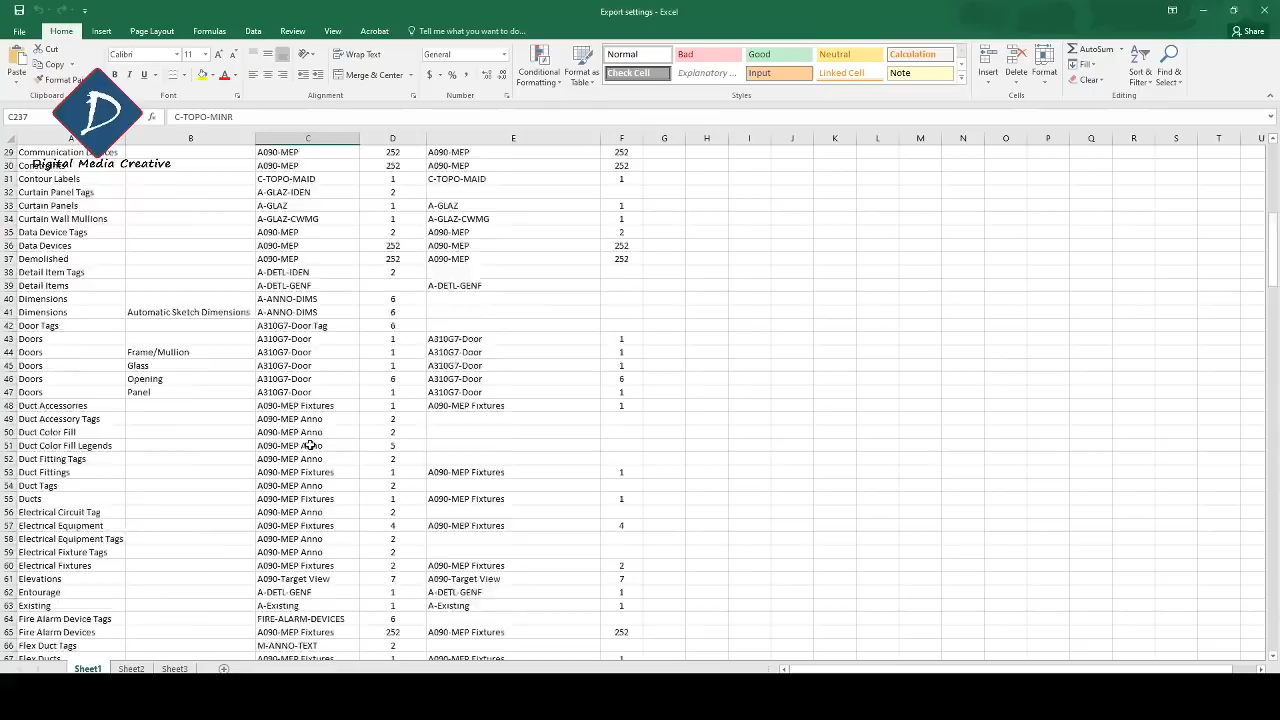 Export settings - Excel
File Home Insert Page Layout Formulas Data Review View Acrobat Tell me what you want to do... Share
Cut
Copy
Paste
Calibri 11
B I U
Wrap Text
Merge & Center
General
$ % ,
Conditional Formatting
Format as Table
Normal Bad Good Neutral Calculation
Check Cell Explanatory ... Input Linked Cell Note
Insert Delete Format
AutoSum
Fill
Clear
Sort & Filter
Find & Select
Font Alignment Number Styles Cells Editing
C237 fx C-TOPO-MINR
D
Digital Media Creative
C D E F G H I J K L M N O P Q R S T U
29 Communication A090-MEP 252 A090-MEP 252
30 A090-MEP 252 A090-MEP 252
31 Contour Labels C-TOPO-MAID 1 C-TOPO-MAID 1
32 Curtain Panel Tags A-GLAZ-IDEN 2
33 Curtain Panels A-GLAZ 1 A-GLAZ 1
34 Curtain Wall Mullions A-GLAZ-CWMG 1 A-GLAZ-CWMG 1
35 Data Device Tags A090-MEP 2 A090-MEP 2
36 Data Devices A090-MEP 252 A090-MEP 252
37 Demolished A090-MEP 252 A090-MEP 252
38 Detail Item Tags A-DETL-IDEN 2
39 Detail Items A-DETL-GENF A-DETL-GENF
40 Dimensions A-ANNO-DIMS 6
41 Dimensions Automatic Sketch Dimensions A-ANNO-DIMS 6
42 Door Tags A310G7-Door Tag 6
43 Doors A310G7-Door 1 A310G7-Door 1
44 Doors Frame/Mullion A310G7-Door 1 A310G7-Door 1
45 Doors Glass A310G7-Door 1 A310G7-Door 1
46 Doors Opening A310G7-Door 6 A310G7-Door 6
47 Doors Panel A310G7-Door 1 A310G7-Door 1
48 Duct Accessories A090-MEP Fixtures 1 A090-MEP Fixtures 1
49 Duct Accessory Tags A090-MEP Anno 2
50 Duct Color Fill A090-MEP Anno 2
51 Duct Color Fill Legends A090-MEP Anno 5
52 Duct Fitting Tags A090-MEP Anno 2
53 Duct Fittings A090-MEP Fixtures 1 A090-MEP Fixtures 1
54 Duct Tags A090-MEP Anno 2
55 Ducts A090-MEP Fixtures 1 A090-MEP Fixtures 1
56 Electrical Circuit Tag A090-MEP Anno 2
57 Electrical Equipment A090-MEP Fixtures 4 A090-MEP Fixtures 4
58 Electrical Equipment Tags A090-MEP Anno 2
59 Electrical Fixture Tags A090-MEP Anno 2
60 Electrical Fixtures A090-MEP Fixtures 2 A090-MEP Fixtures 2
61 Elevations A090-Target View 7 A090-Target View 7
62 Entourage A-DETL-GENF 1 A-DETL-GENF 1
63 Existing A-Existing 1 A-Existing 1
64 Fire Alarm Device Tags FIRE-ALARM-DEVICES 6
65 Fire Alarm Devices A090-MEP Fixtures 252 A090-MEP Fixtures 252
66 Flex Duct Tags M-ANNO-TEXT 2
67 Flex Ducts A090-MEP Fixtures 1 A090-MEP Fixtures 1
Sheet1 Sheet2 Sheet3